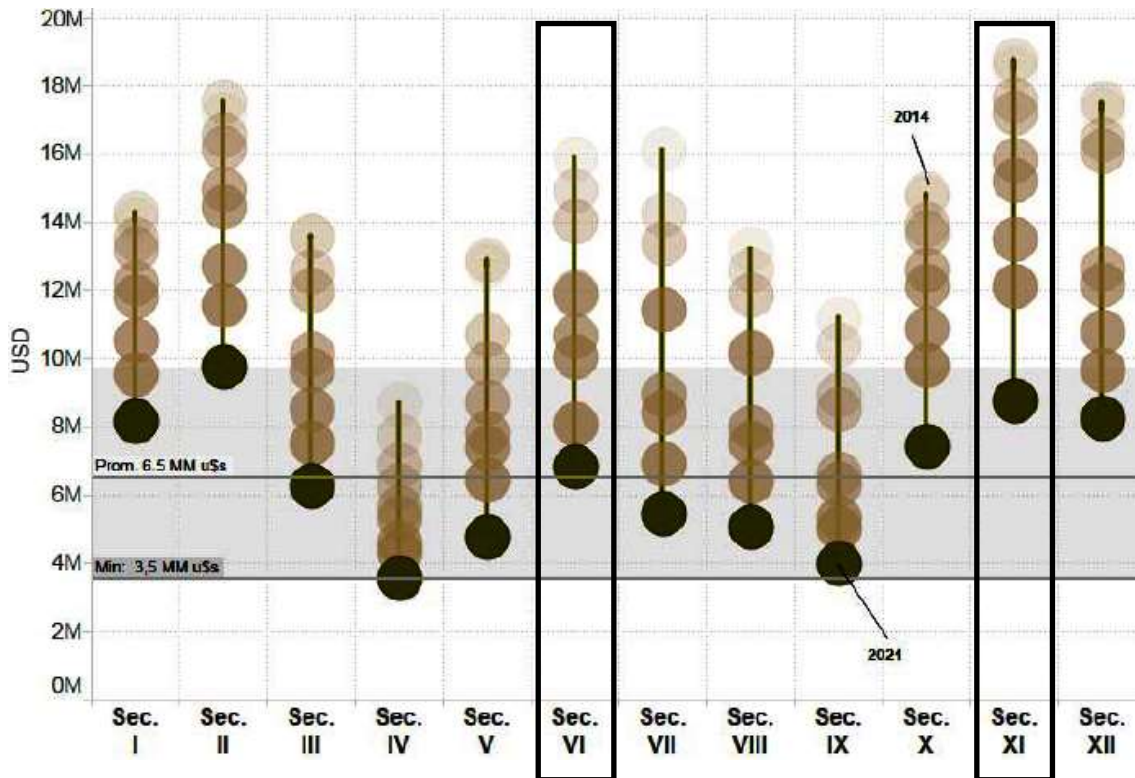 20M
18M
16M
14M
12M
10M
8M
6M
4M
2M
0M
USD
2014
Prom. 6.5 MM u$s
Min: 3,5 MM u$s
2021
Sec. I
Sec. II
Sec. III
Sec. IV
Sec. V
Sec. VI
Sec. VII
Sec. VIII
Sec. IX
Sec. X
Sec. XI
Sec. XII